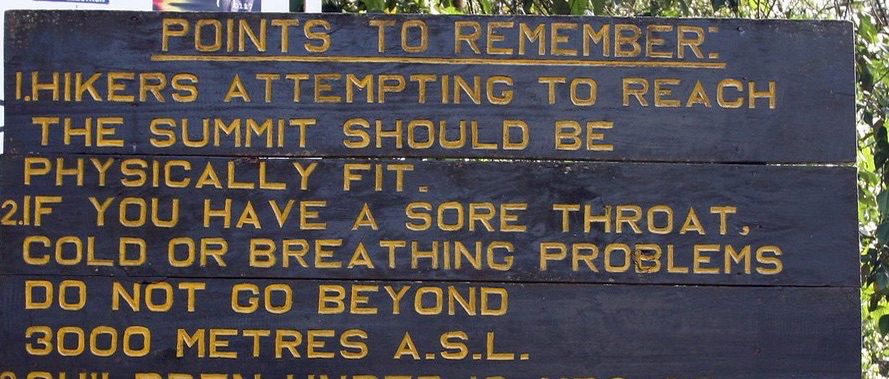 POINTS TO REMEMBER:
1.HIKERS ATTEMPTING TO REACH
THE SUMMIT SHOULD BE
PHYSICALLY FIT.
2.IF YOU HAVE A SORE THROAT,
COLD OR BREATHING PROBLEMS
DO NOT GO BEYOND
3000 METRES A.S.L.